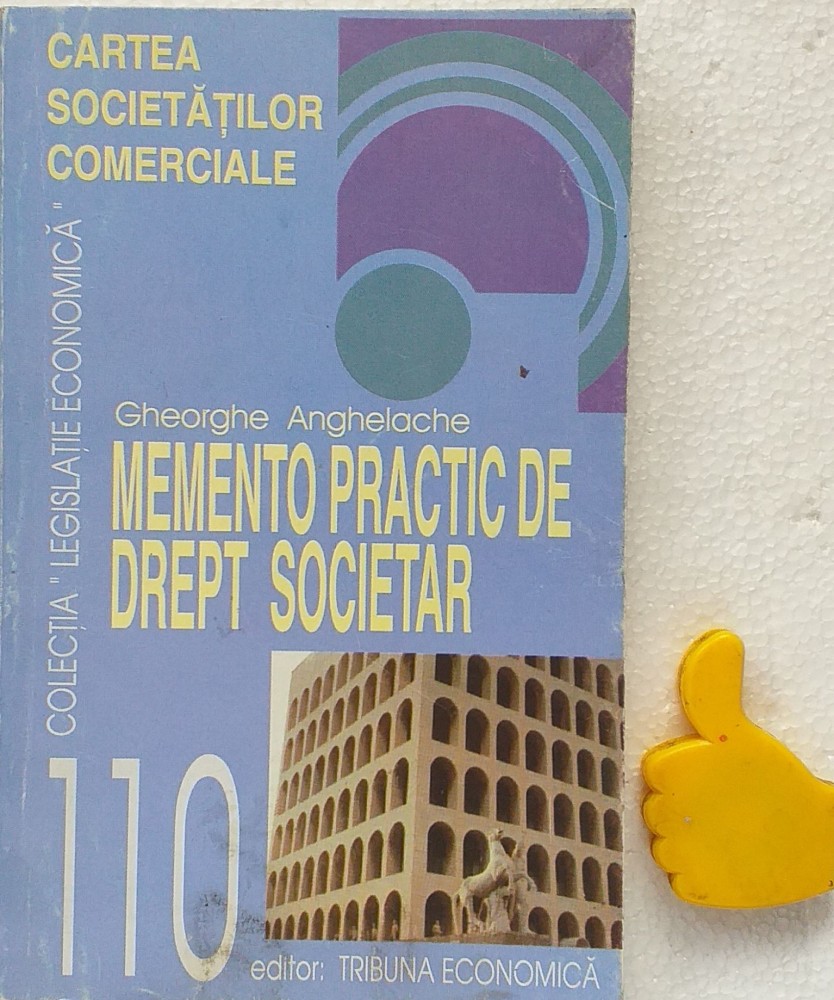 CARTEA
SOCIETĂȚILOR
COMERCIALE
COLECȚIA " LEGISLAȚIE ECONOMICĂ "
Gheorghe Anghelache
MEMENTO PRACTIC DE
DREPT SOCIETAR
110
editor: TRIBUNA ECONOMICĂ